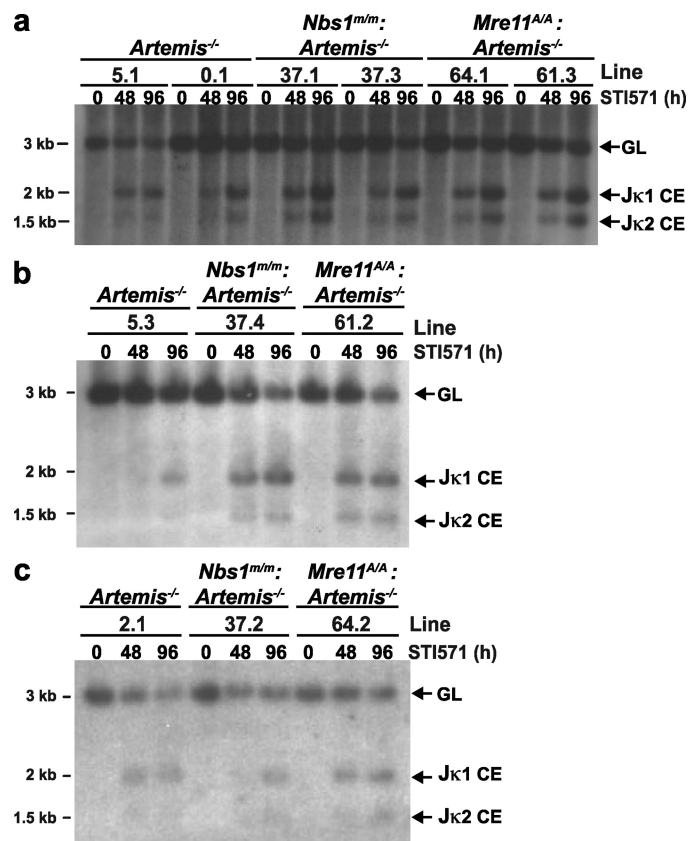 a
Nbs1m/m: Mre11A/A:
Artemis-/- Artemis-/- Artemis-/-
5.1 0.1 37.1 37.3 64.1 61.3 Line
0 48 96 0 48 96 0 48 96 0 48 96 0 48 96 0 48 96 STI571 (h)
3 kb GL
2 kb Jκ1 CE
1.5 kb Jκ2 CE
b
Nbs1m/m: Mre11A/A:
Artemis-/- Artemis-/- Artemis-/-
5.3 37.4 61.2 Line
0 48 96 0 48 96 0 48 96 STI571 (h)
3 kb GL
2 kb Jκ1 CE
1.5 kb Jκ2 CE
c
Nbs1m/m: Mre11A/A:
Artemis-/- Artemis-/- Artemis-/-
2.1 37.2 64.2 Line
0 48 96 0 48 96 0 48 96 STI571 (h)
3 kb GL
2 kb Jκ1 CE
1.5 kb Jκ2 CE